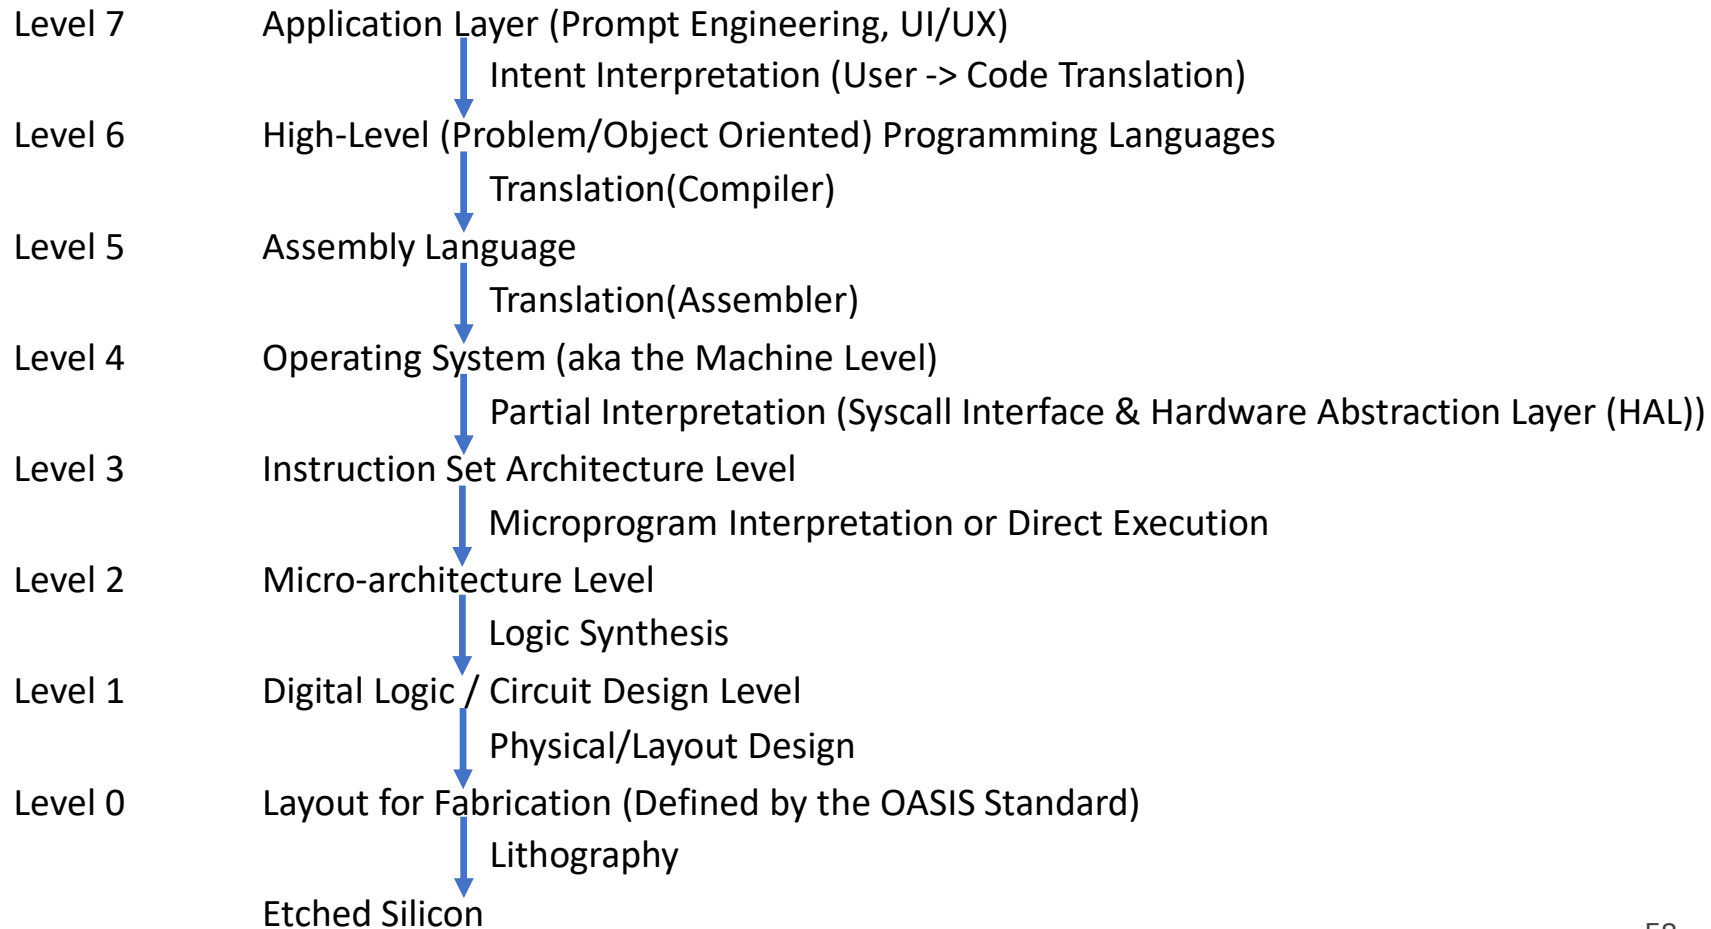 Level 7 Application Layer (Prompt Engineering, UI/UX)
Intent Interpretation (User -> Code Translation)
Level 6 High-Level (Problem/Object Oriented) Programming Languages
Translation(Compiler)
Level 5 Assembly Language
Translation(Assembler)
Level 4 Operating System (aka the Machine Level)
Partial Interpretation (Syscall Interface & Hardware Abstraction Layer (HAL))
Level 3 Instruction Set Architecture Level
Microprogram Interpretation or Direct Execution
Level 2 Micro-architecture Level
Logic Synthesis
Level 1 Digital Logic / Circuit Design Level
Physical/Layout Design
Level 0 Layout for Fabrication (Defined by the OASIS Standard)
Lithography
Etched Silicon